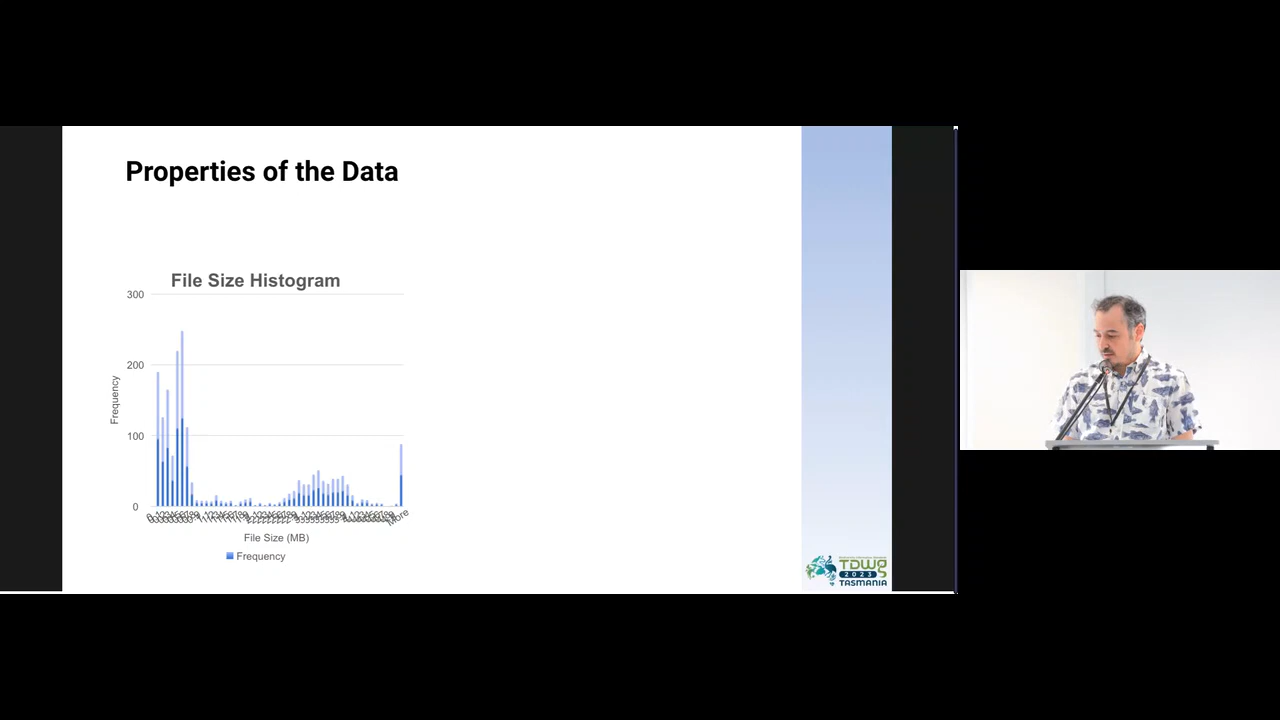 Properties of the Data
File Size Histogram
300
200
100
0
Frequency
More
File Size (MB)
Frequency
TDWG
2023
TASMANIA